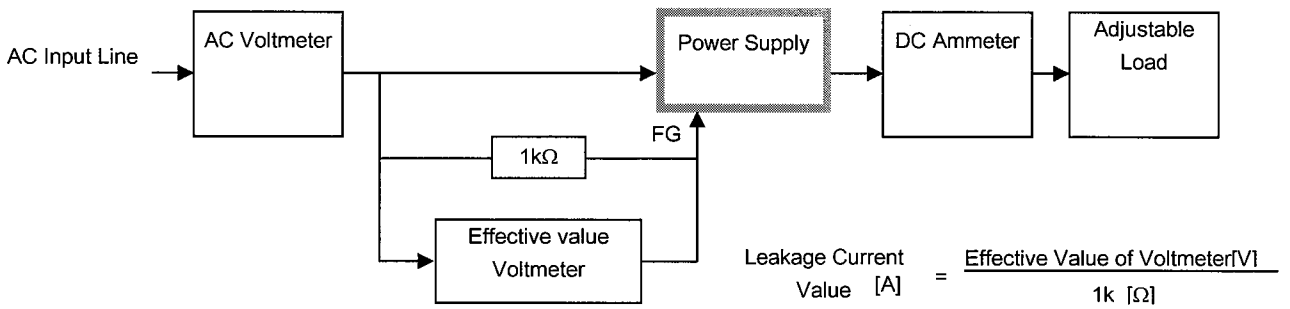 AC Input Line
AC Voltmeter
Power Supply
DC Ammeter
Adjustable
Load
FG
1kΩ
Effective value
Voltmeter
Leakage Current
Value [A]
=
Effective Value of Voltmeter[V]
1k [Ω]